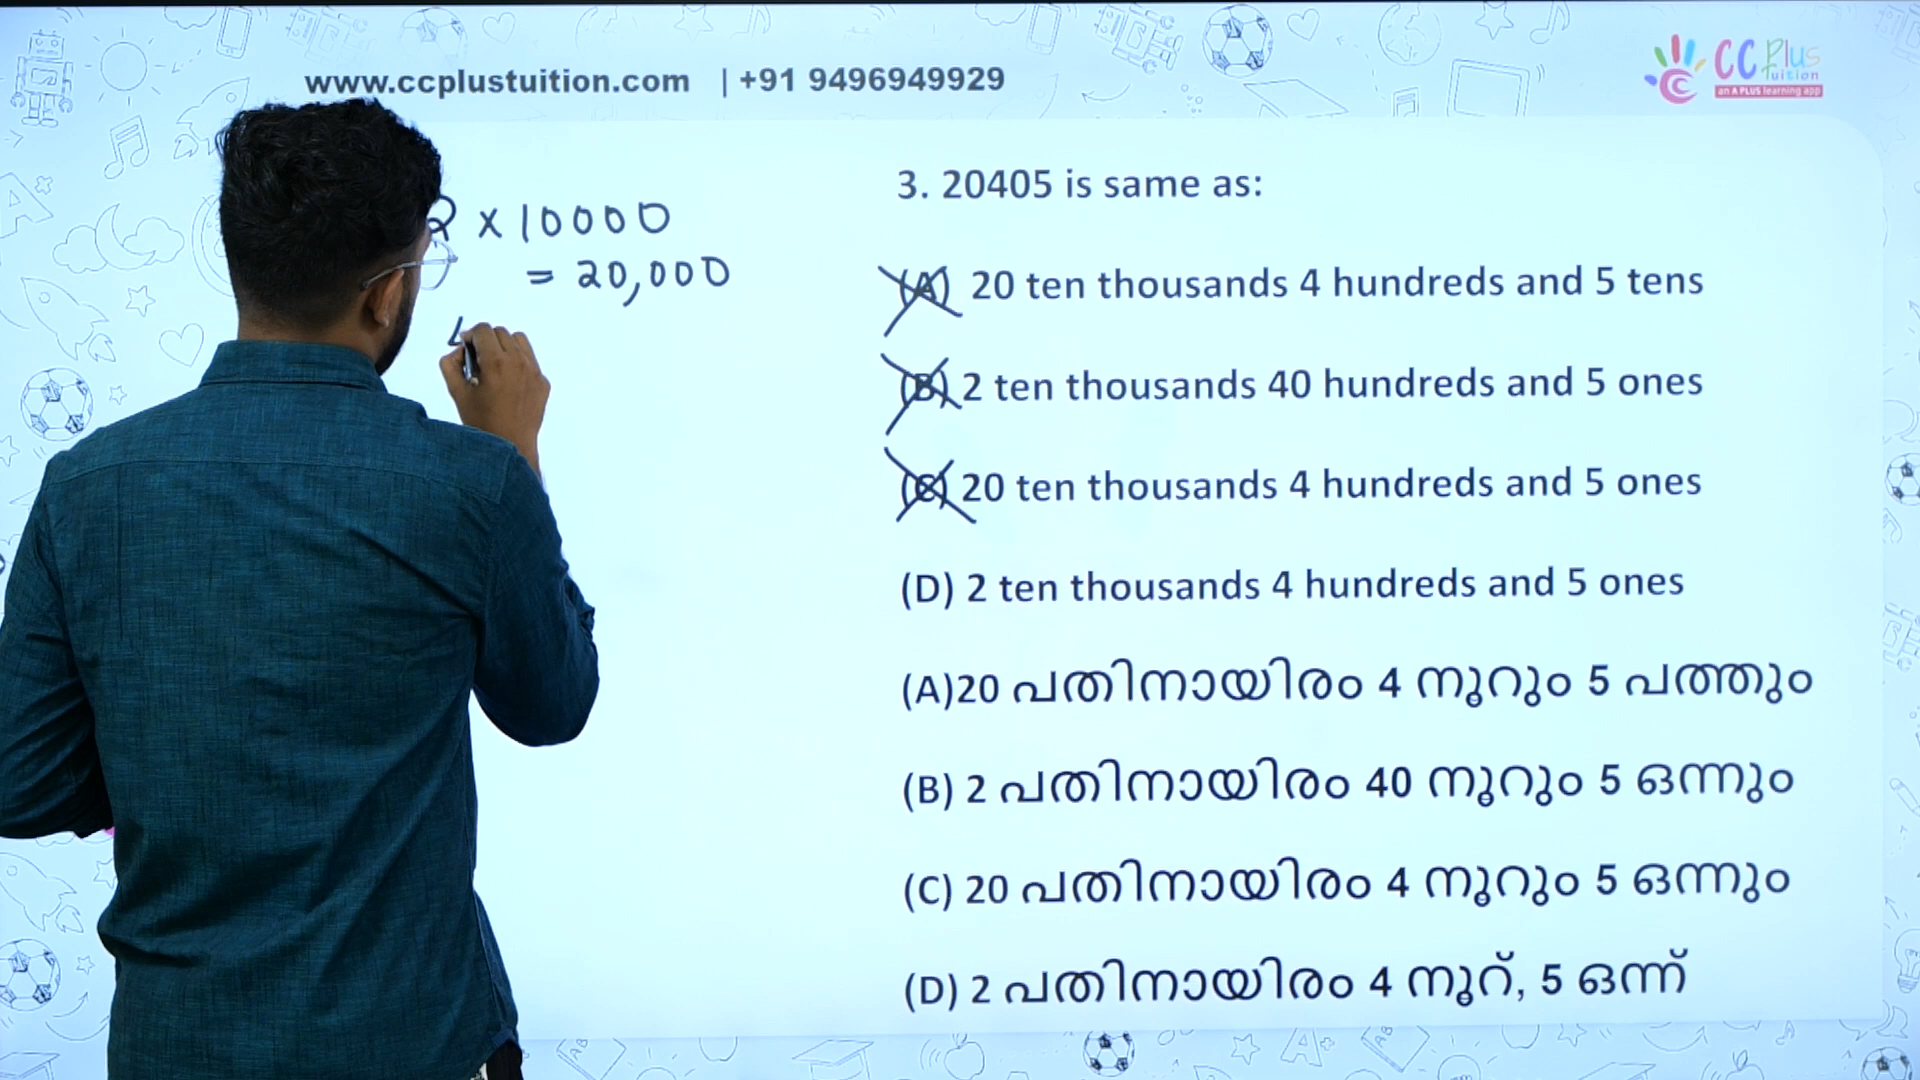 www.ccplustuition.com | +91 9496949929
CC Plus
Tuition
an A PLUS learning app
2 x 10000
= 20,000
4
3. 20405 is same as:
(A) 20 ten thousands 4 hundreds and 5 tens
(B) 2 ten thousands 40 hundreds and 5 ones
(C) 20 ten thousands 4 hundreds and 5 ones
(D) 2 ten thousands 4 hundreds and 5 ones
(A)20 പതിനായിരം 4 നൂറും 5 പത്തും
(B) 2 പതിനായിരം 40 നൂറും 5 ഒന്നും
(C) 20 പതിനായിരം 4 നൂറും 5 ഒന്നും
(D) 2 പതിനായിരം 4 നൂറ്, 5 ഒന്ന്